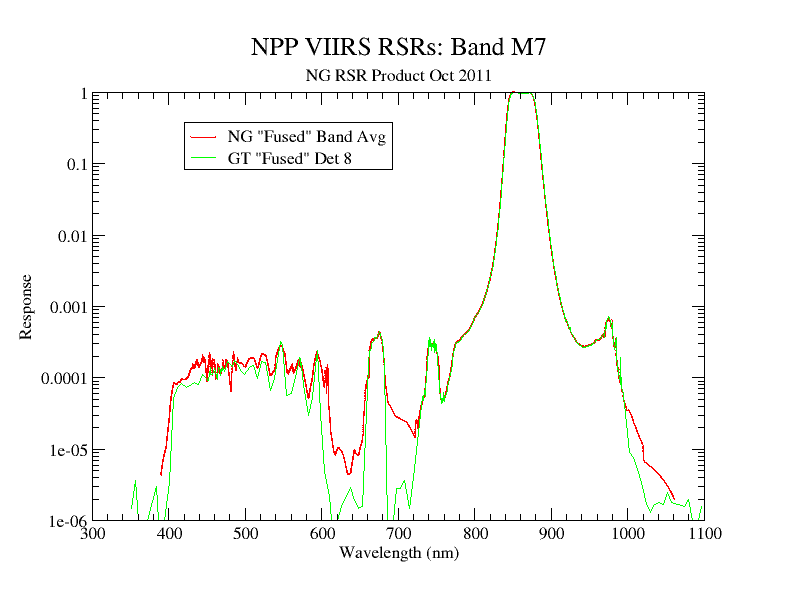 NPP VIIRS RSRs: Band M7
NG RSR Product Oct 2011
NG "Fused" Band Avg
GT "Fused" Det 8
Response
1
0.1
0.01
0.001
0.0001
1e-05
1e-06
300 400 500 600 700 800 900 1000 1100
Wavelength (nm)